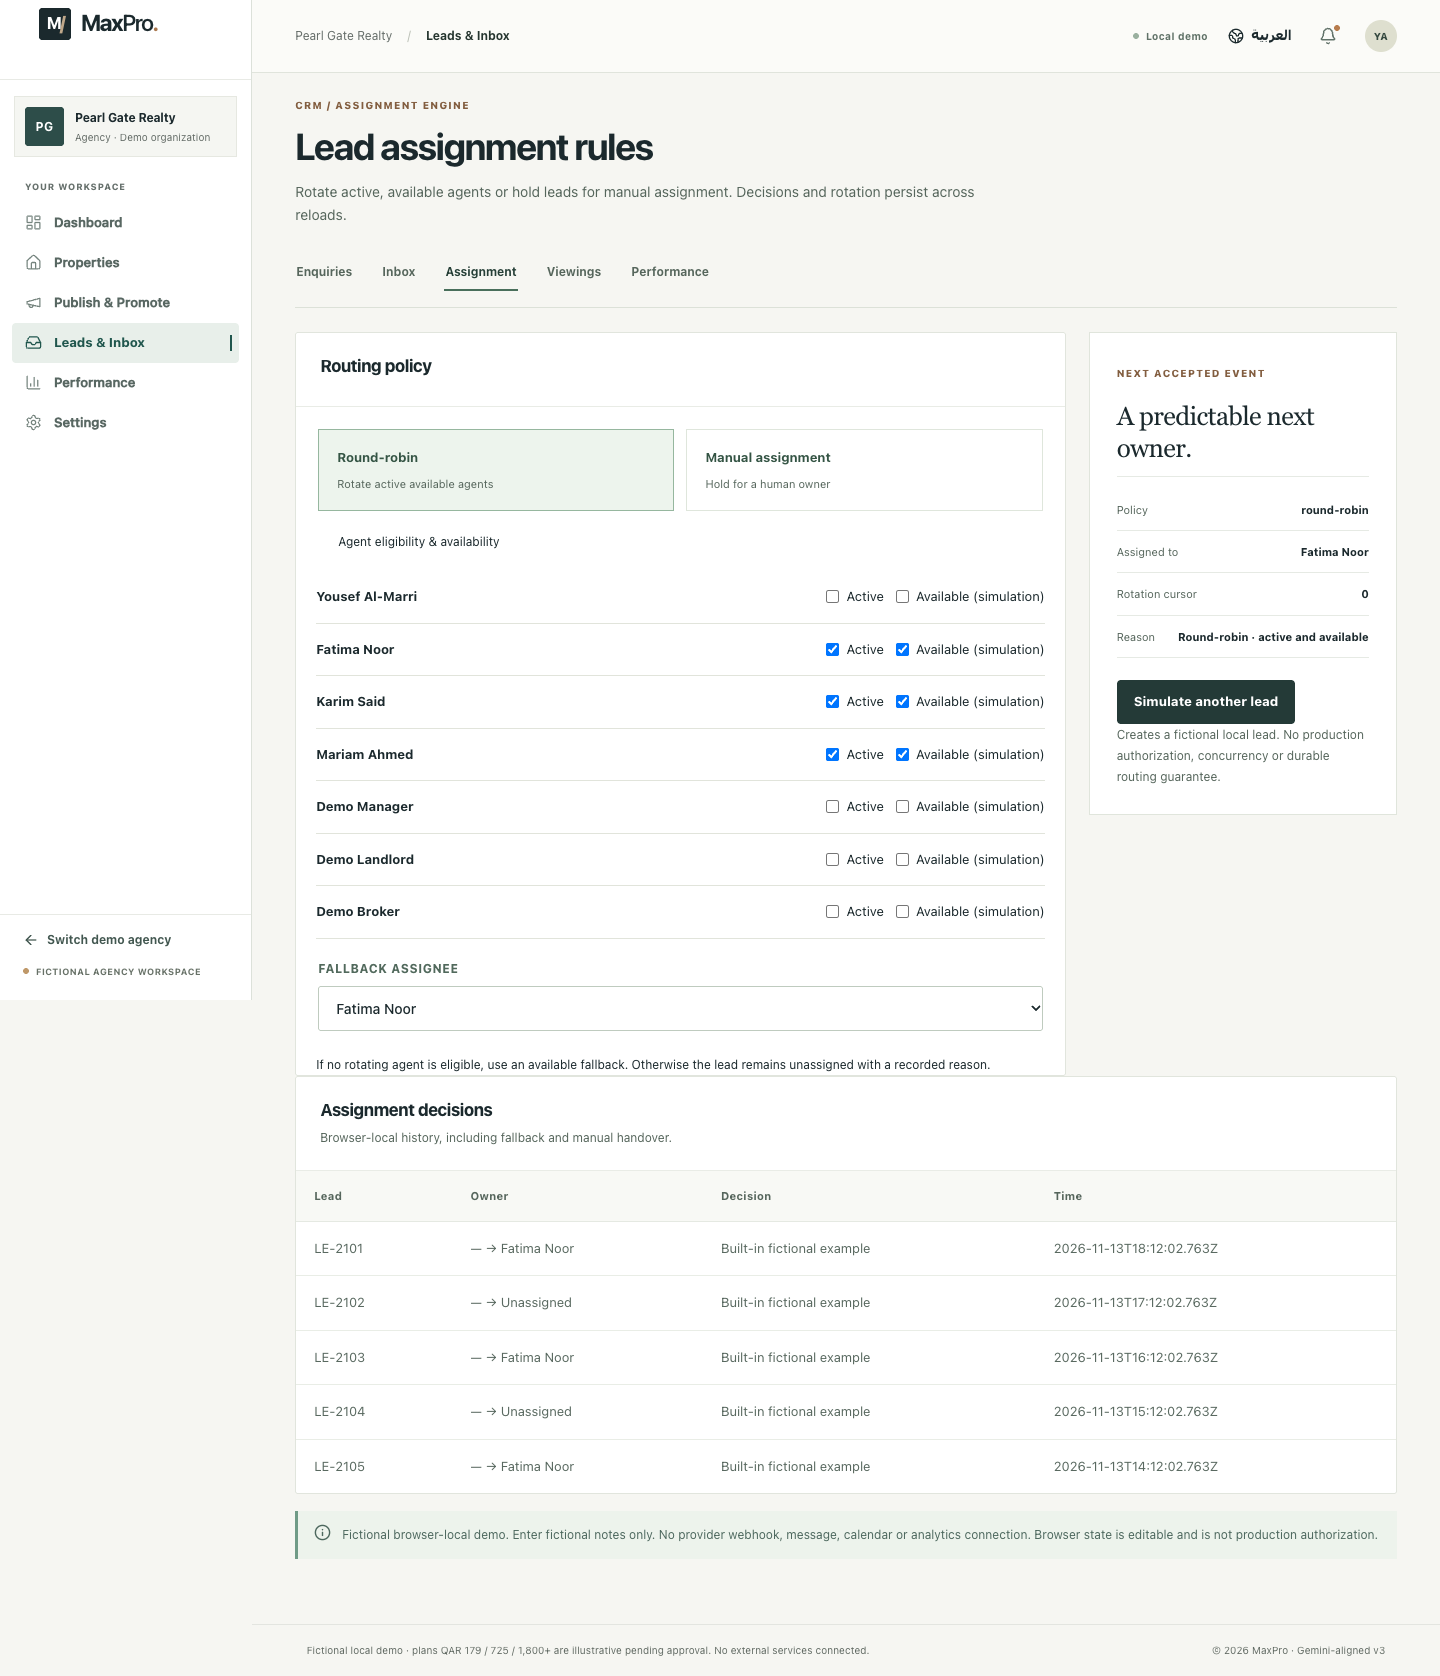 M/ MaxPro.
PG
Pearl Gate Realty
Agency · Demo organization
YOUR WORKSPACE
Dashboard
Properties
Publish & Promote
Leads & Inbox
Performance
Settings
Switch demo agency
FICTIONAL AGENCY WORKSPACE
Pearl Gate Realty / Leads & Inbox
Local demo
العربية
YA
CRM / ASSIGNMENT ENGINE
Lead assignment rules
Rotate active, available agents or hold leads for manual assignment. Decisions and rotation persist across
reloads.
Enquiries Inbox Assignment Viewings Performance
Routing policy
Round-robin
Rotate active available agents
Manual assignment
Hold for a human owner
Agent eligibility & availability
Yousef Al-Marri Active Available (simulation)
Fatima Noor Active Available (simulation)
Karim Said Active Available (simulation)
Mariam Ahmed Active Available (simulation)
Demo Manager Active Available (simulation)
Demo Landlord Active Available (simulation)
Demo Broker Active Available (simulation)
FALLBACK ASSIGNEE
Fatima Noor
If no rotating agent is eligible, use an available fallback. Otherwise the lead remains unassigned with a recorded reason.
NEXT ACCEPTED EVENT
A predictable next
owner.
Policy round-robin
Assigned to Fatima Noor
Rotation cursor 0
Reason Round-robin · active and available
Simulate another lead
Creates a fictional local lead. No production
authorization, concurrency or durable
routing guarantee.
Assignment decisions
Browser-local history, including fallback and manual handover.
Lead Owner Decision Time
LE-2101 — → Fatima Noor Built-in fictional example 2026-11-13T18:12:02.763Z
LE-2102 — → Unassigned Built-in fictional example 2026-11-13T17:12:02.763Z
LE-2103 — → Fatima Noor Built-in fictional example 2026-11-13T16:12:02.763Z
LE-2104 — → Unassigned Built-in fictional example 2026-11-13T15:12:02.763Z
LE-2105 — → Fatima Noor Built-in fictional example 2026-11-13T14:12:02.763Z
Fictional browser-local demo. Enter fictional notes only. No provider webhook, message, calendar or analytics connection. Browser state is editable and is not production authorization.
Fictional local demo · plans QAR 179 / 725 / 1,800+ are illustrative pending approval. No external services connected.
© 2026 MaxPro · Gemini-aligned v3